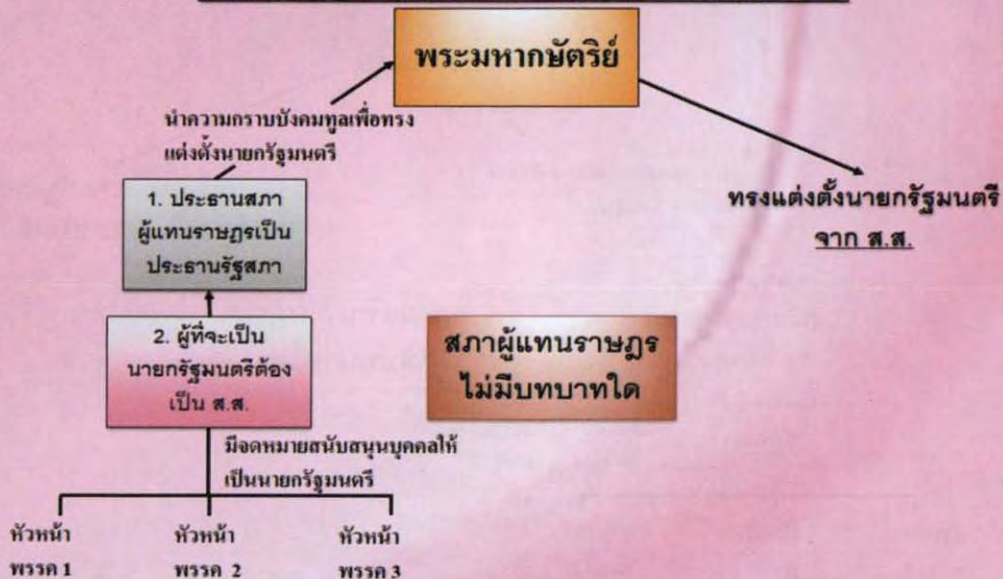 พระมหากษัตริย์
นำความกราบบังคมทูลเพื่อทรง
แต่งตั้งนายกรัฐมนตรี
1. ประธานสภา
ผู้แทนราษฎรเป็น
ประธานรัฐสภา
ทรงแต่งตั้งนายกรัฐมนตรี
จาก ส.ส.
2. ผู้ที่จะเป็น
นายกรัฐมนตรีต้อง
เป็น ส.ส.
สภาผู้แทนราษฎร
ไม่มีบทบาทใด
มีจดหมายสนับสนุนบุคคลให้
เป็นนายกรัฐมนตรี
หัวหน้า
พรรค 1
หัวหน้า
พรรค 2
หัวหน้า
พรรค 3